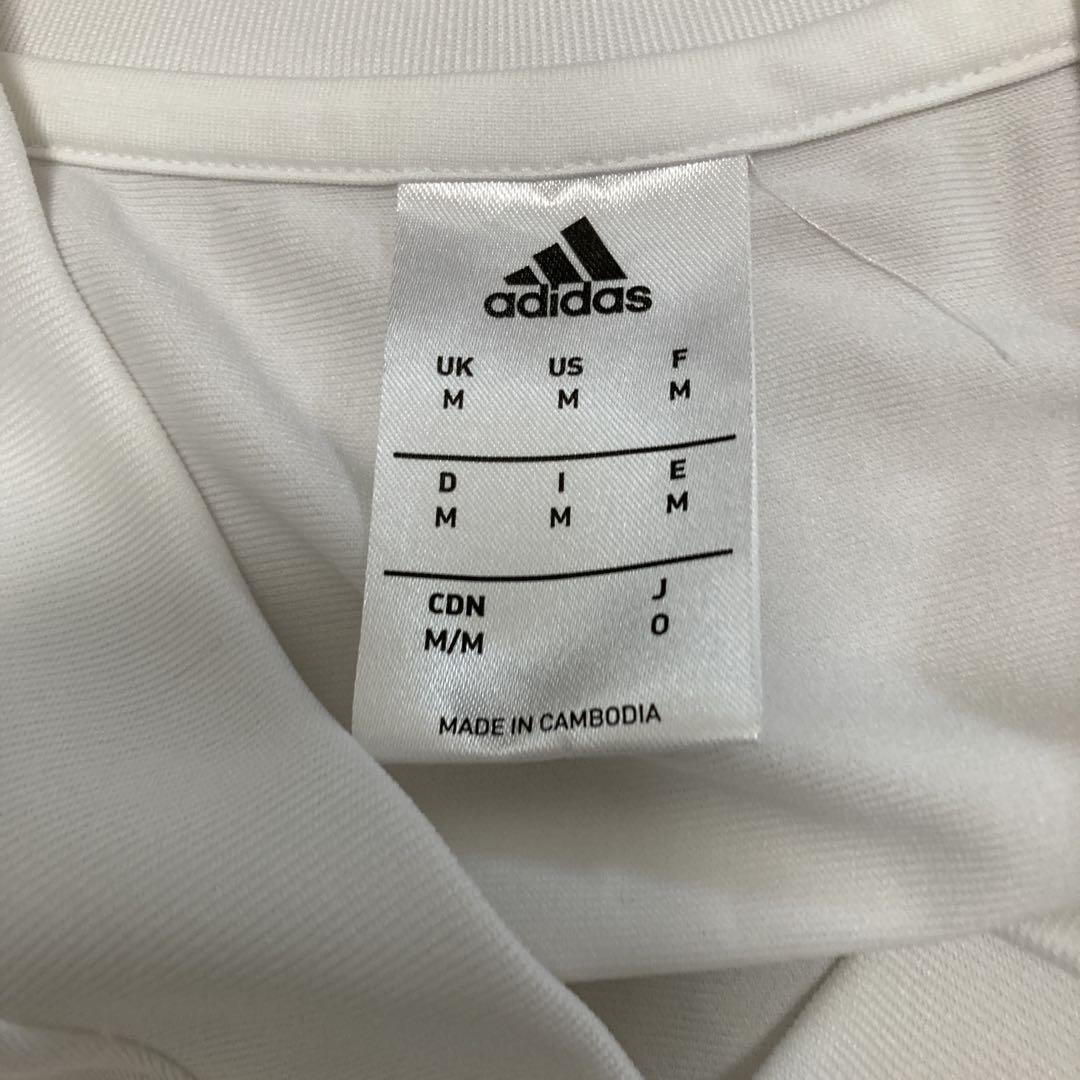 adidas
UK US F
M M M
D I E
M M M
CDN J
M/M O
MADE IN CAMBODIA